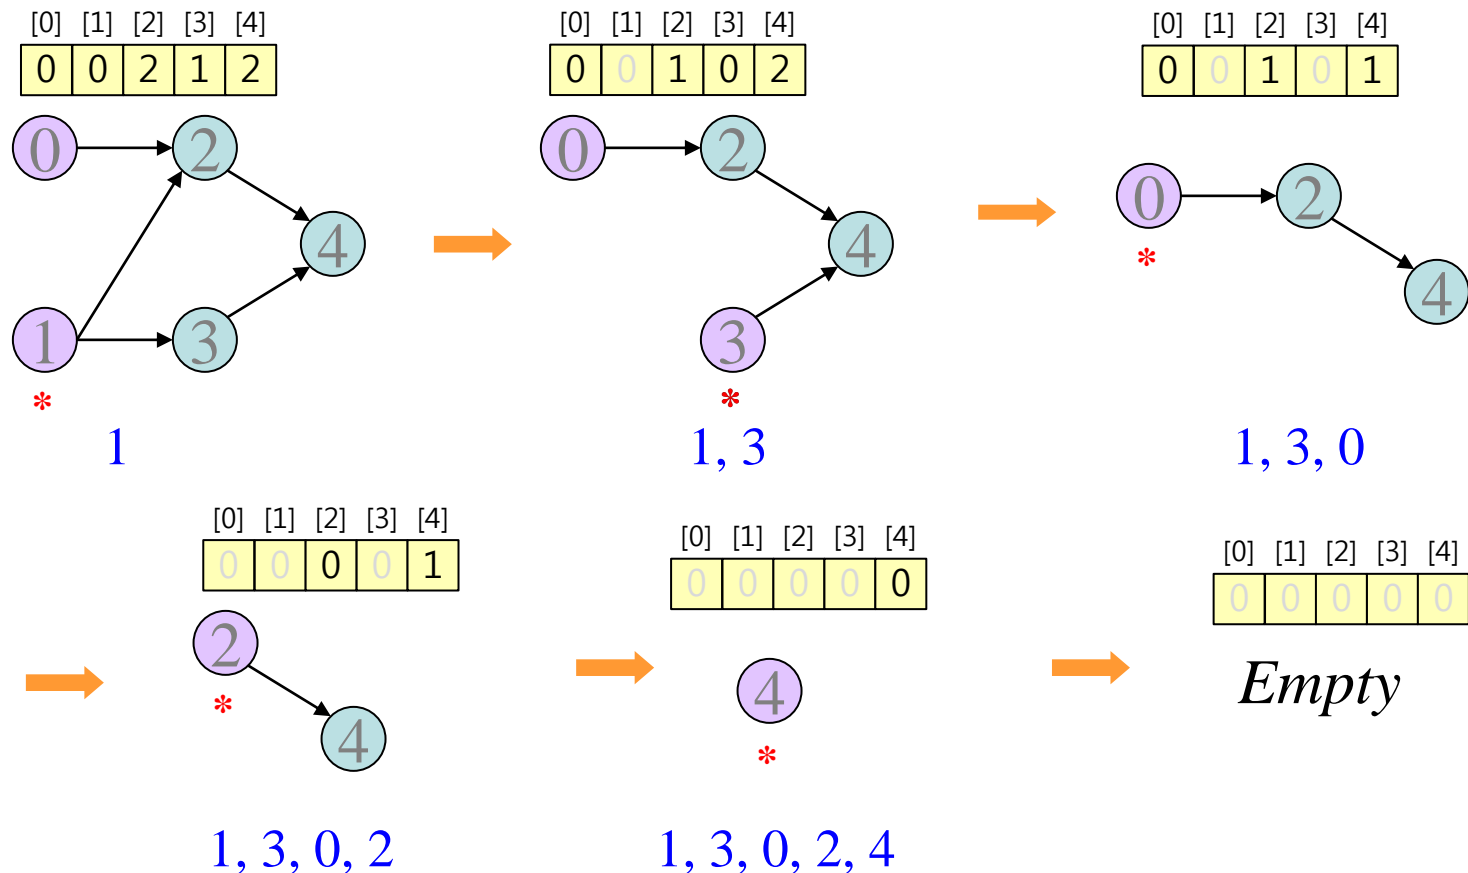 [0] [1] [2] [3] [4]
0 0 2 1 2
0 2
4
1 3
*
1
[0] [1] [2] [3] [4]
0 0 1 0 2
0 2
4
3
*
1, 3
[0] [1] [2] [3] [4]
0 0 1 0 1
0 2
*
4
1, 3, 0
[0] [1] [2] [3] [4]
0 0 0 0 1
2
*
4
1, 3, 0, 2
[0] [1] [2] [3] [4]
0 0 0 0 0
4
*
1, 3, 0, 2, 4
[0] [1] [2] [3] [4]
0 0 0 0 0
Empty